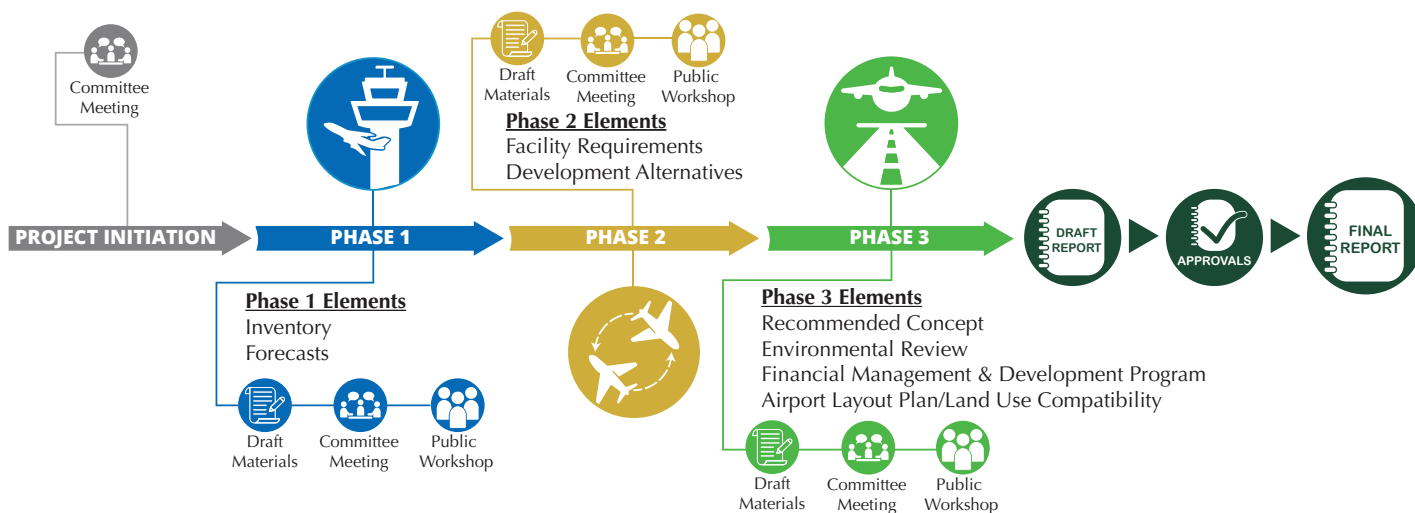 Committee
Meeting
PROJECT INITIATION
PHASE 1
Phase 1 Elements
Inventory
Forecasts
Draft
Materials
Committee
Meeting
Public
Workshop
Draft
Materials
Committee
Meeting
Public
Workshop
Phase 2 Elements
Facility Requirements
Development Alternatives
PHASE 2
PHASE 3
Phase 3 Elements
Recommended Concept
Environmental Review
Financial Management & Development Program
Airport Layout Plan/Land Use Compatibility
Draft
Materials
Committee
Meeting
Public
Workshop
DRAFT
REPORT
APPROVALS
FINAL
REPORT